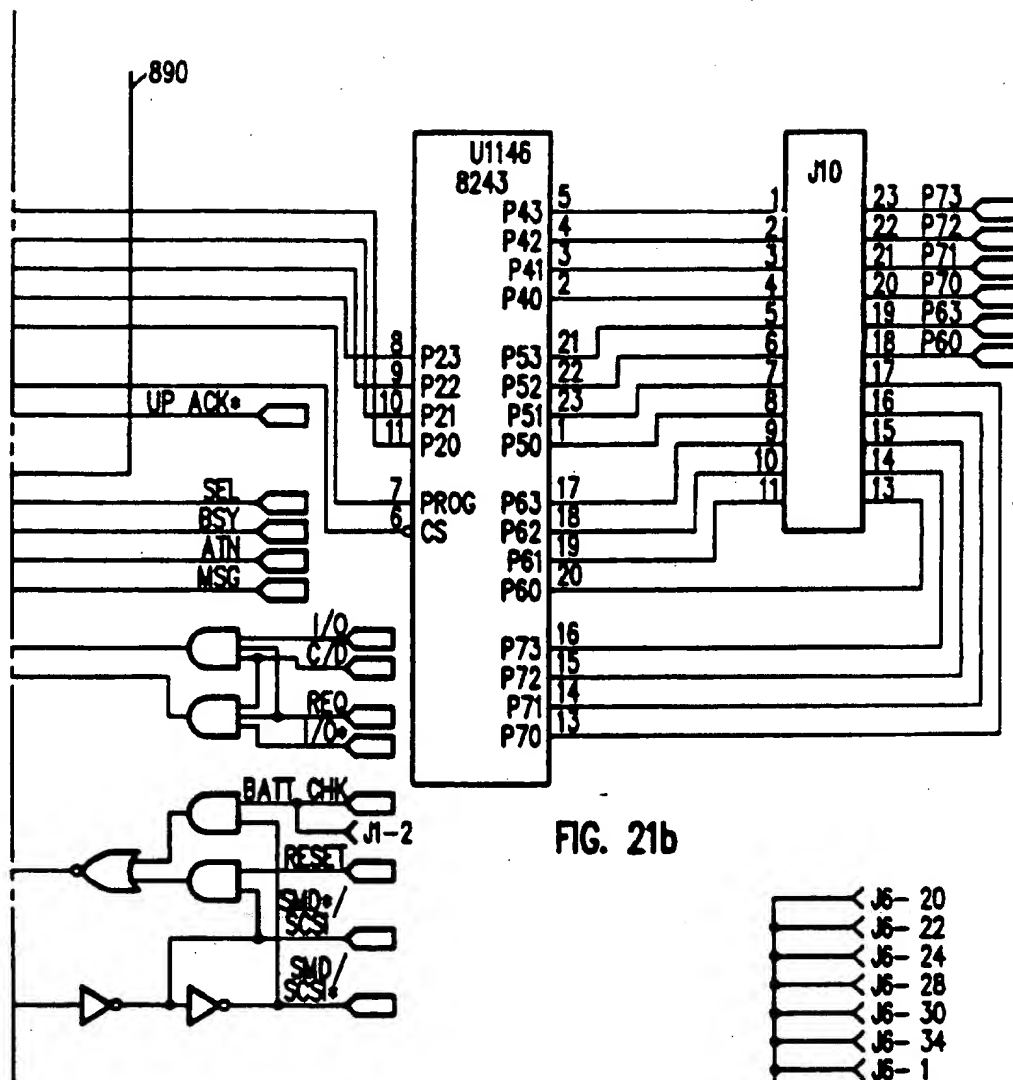 890
U1146
8243
J10
P43 5 1 23 P73
P42 4 2 22 P72
P41 3 3 21 P71
P40 2 4 20 P70
5 19 P63
8 P23 P53 21 6 18 P60
9 P22 P52 22 7 17
UP ACK* 10 P21 P51 23 8 16
11 P20 P50 1 9 15
10 14
SEL 7 PROG P63 17 11 13
BSY 6 CS P62 18
ATN P61 19
MSG P60 20
I/O
C/D P73 16
P72 15
REQ P71 14
I/O* P70 13
BATT CHK
J1-2
FIG. 21b
RESET
SMD*/
SCSI
SMD/
SCSI*
J6- 20
J6- 22
J6- 24
J6- 28
J6- 30
J6- 34
J6- 1